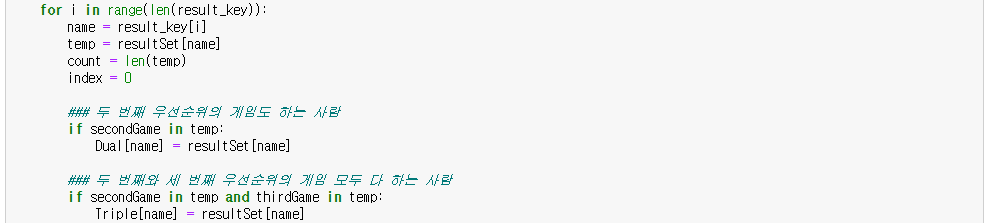 for i in range(len(result_key)):
    name = result_key[i]
    temp = resultSet[name]
    count = len(temp)
    index = 0
    ### 두 번째 우선순위의 게임도 하는 사람
    if secondGame in temp:
        Dual[name] = resultSet[name]
    ### 두 번째와 세 번째 우선순위의 게임 모두 다 하는 사람
    if secondGame in temp and thirdGame in temp:
        Triple[name] = resultSet[name]